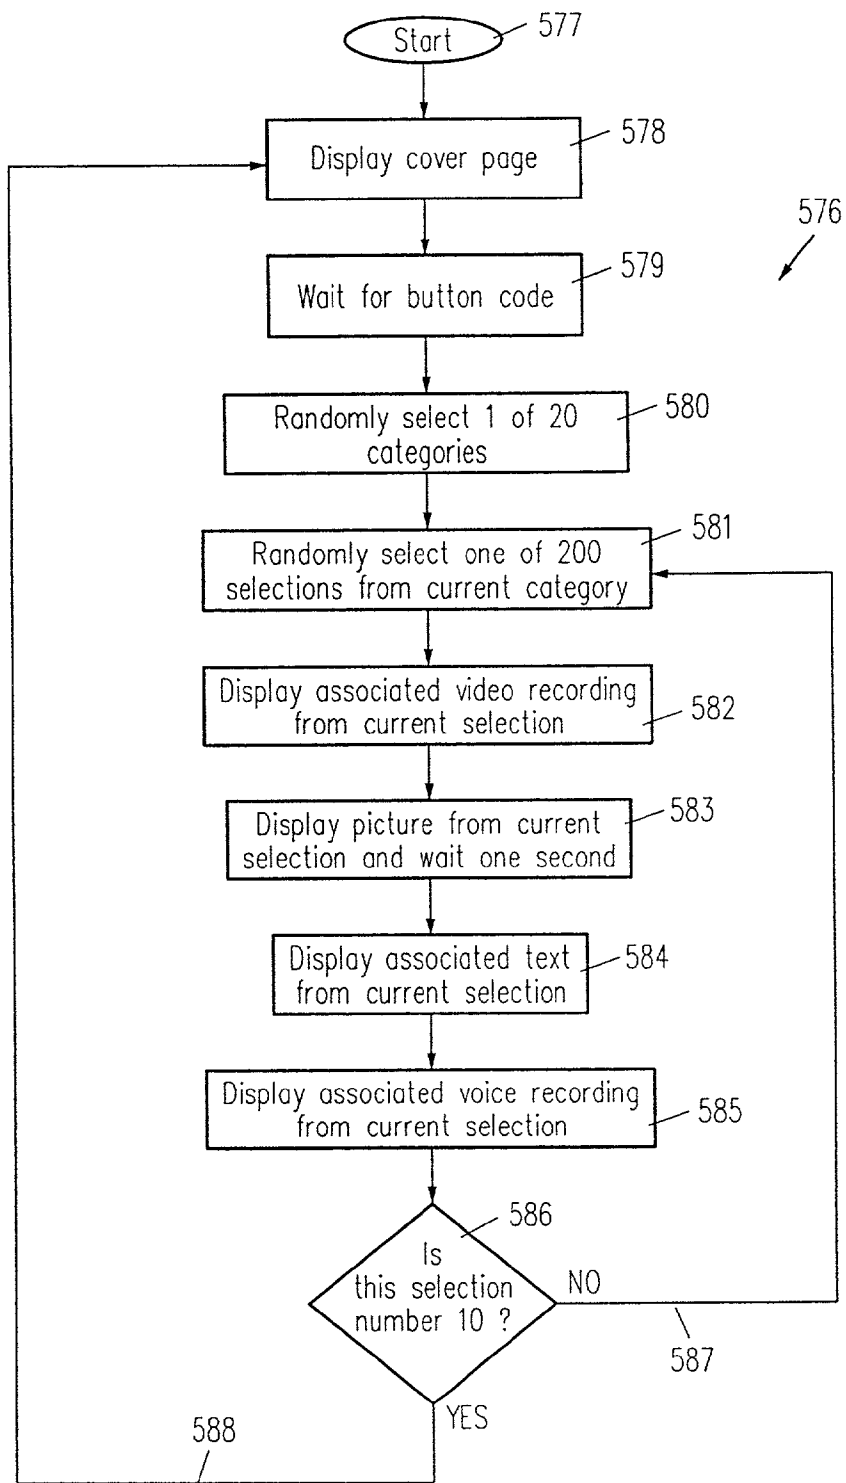 Start
577
Display cover page
578
576
Wait for button code
579
Randomly select 1 of 20
categories
580
Randomly select one of 200
selections from current category
581
Display associated video recording
from current selection
582
Display picture from current
selection and wait one second
583
Display associated text
from current selection
584
Display associated voice recording
from current selection
585
586
Is
this selection
number 10 ?
NO
587
YES
588